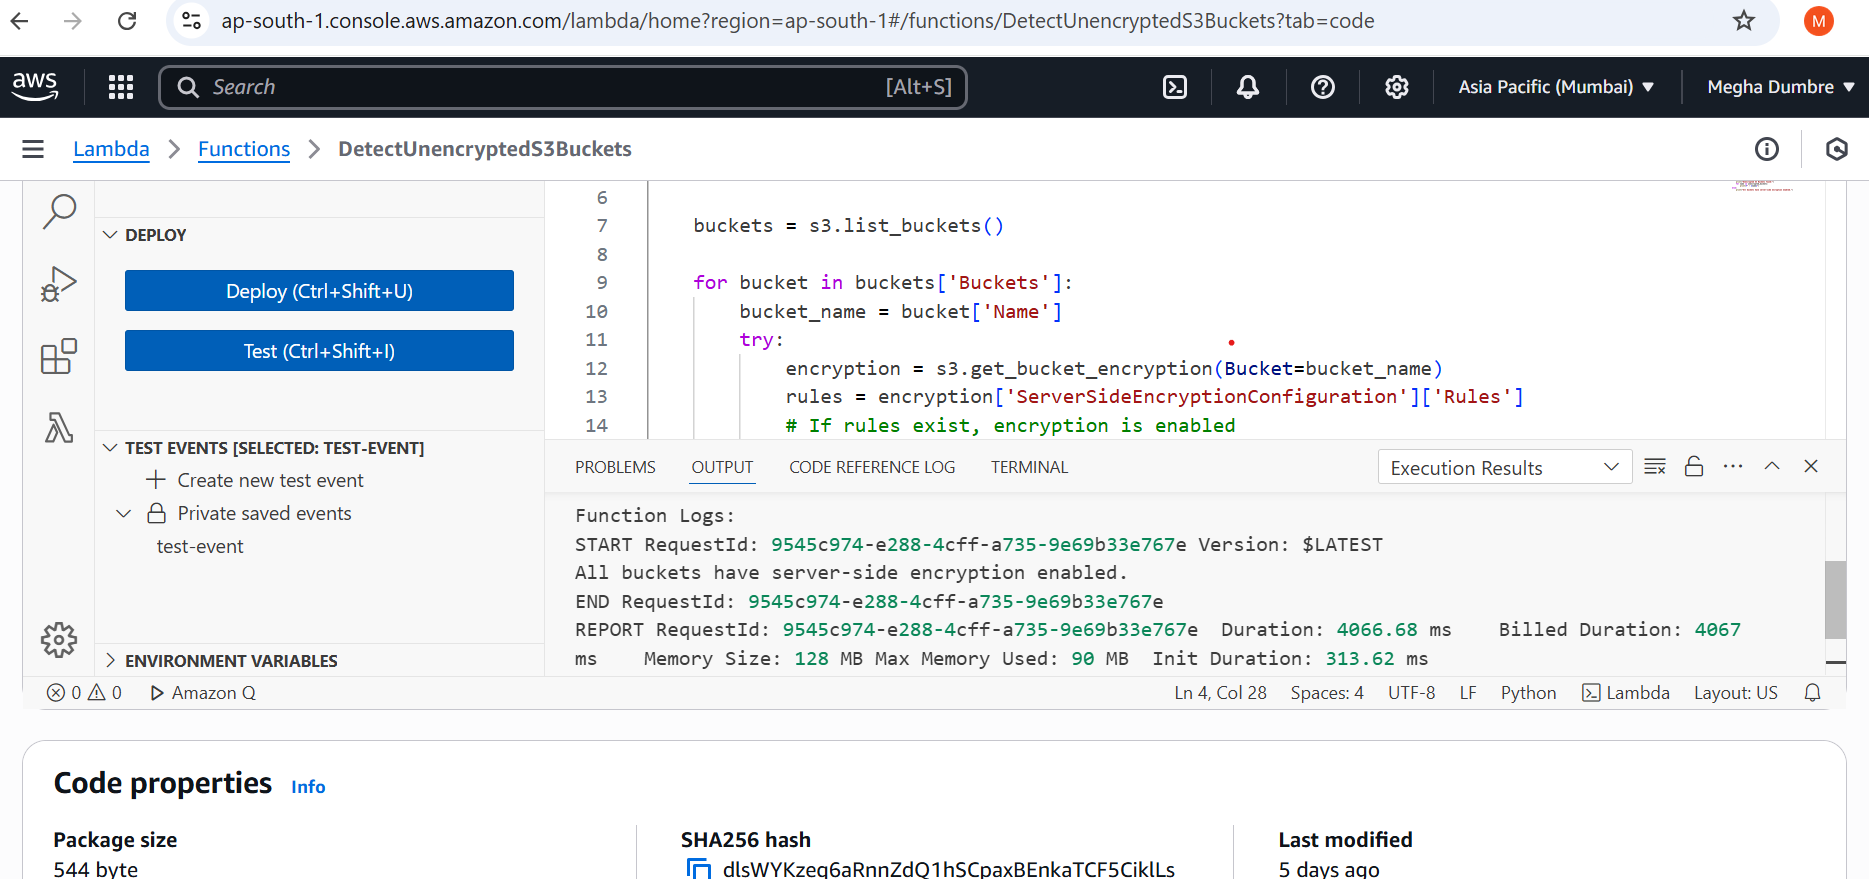 ap-south-1.console.aws.amazon.com/lambda/home?region=ap-south-1#/functions/DetectUnencryptedS3Buckets?tab=code
M
aws
Search
[Alt+S]
Asia Pacific (Mumbai)
Megha Dumbre
Lambda
Functions
DetectUnencryptedS3Buckets
DEPLOY
Deploy (Ctrl+Shift+U)
Test (Ctrl+Shift+I)
TEST EVENTS [SELECTED: TEST-EVENT]
Create new test event
Private saved events
test-event
ENVIRONMENT VARIABLES
6
7 buckets = s3.list_buckets()
8
9 for bucket in buckets['Buckets']:
10 bucket_name = bucket['Name']
11 try:
12 encryption = s3.get_bucket_encryption(Bucket=bucket_name)
13 rules = encryption['ServerSideEncryptionConfiguration']['Rules']
14 # If rules exist, encryption is enabled
PROBLEMS OUTPUT CODE REFERENCE LOG TERMINAL
Execution Results
Function Logs:
START RequestId: 9545c974-e288-4cff-a735-9e69b33e767e Version: $LATEST
All buckets have server-side encryption enabled.
END RequestId: 9545c974-e288-4cff-a735-9e69b33e767e
REPORT RequestId: 9545c974-e288-4cff-a735-9e69b33e767e Duration: 4066.68 ms Billed Duration: 4067
ms Memory Size: 128 MB Max Memory Used: 90 MB Init Duration: 313.62 ms
0 0 Amazon Q
Ln 4, Col 28 Spaces: 4 UTF-8 LF Python Lambda Layout: US
Code properties Info
Package size
544 byte
SHA256 hash
dlsWYKzeq6aRnnZdQ1hSCpaxBEnkaTCF5CiklLs
Last modified
5 days ago